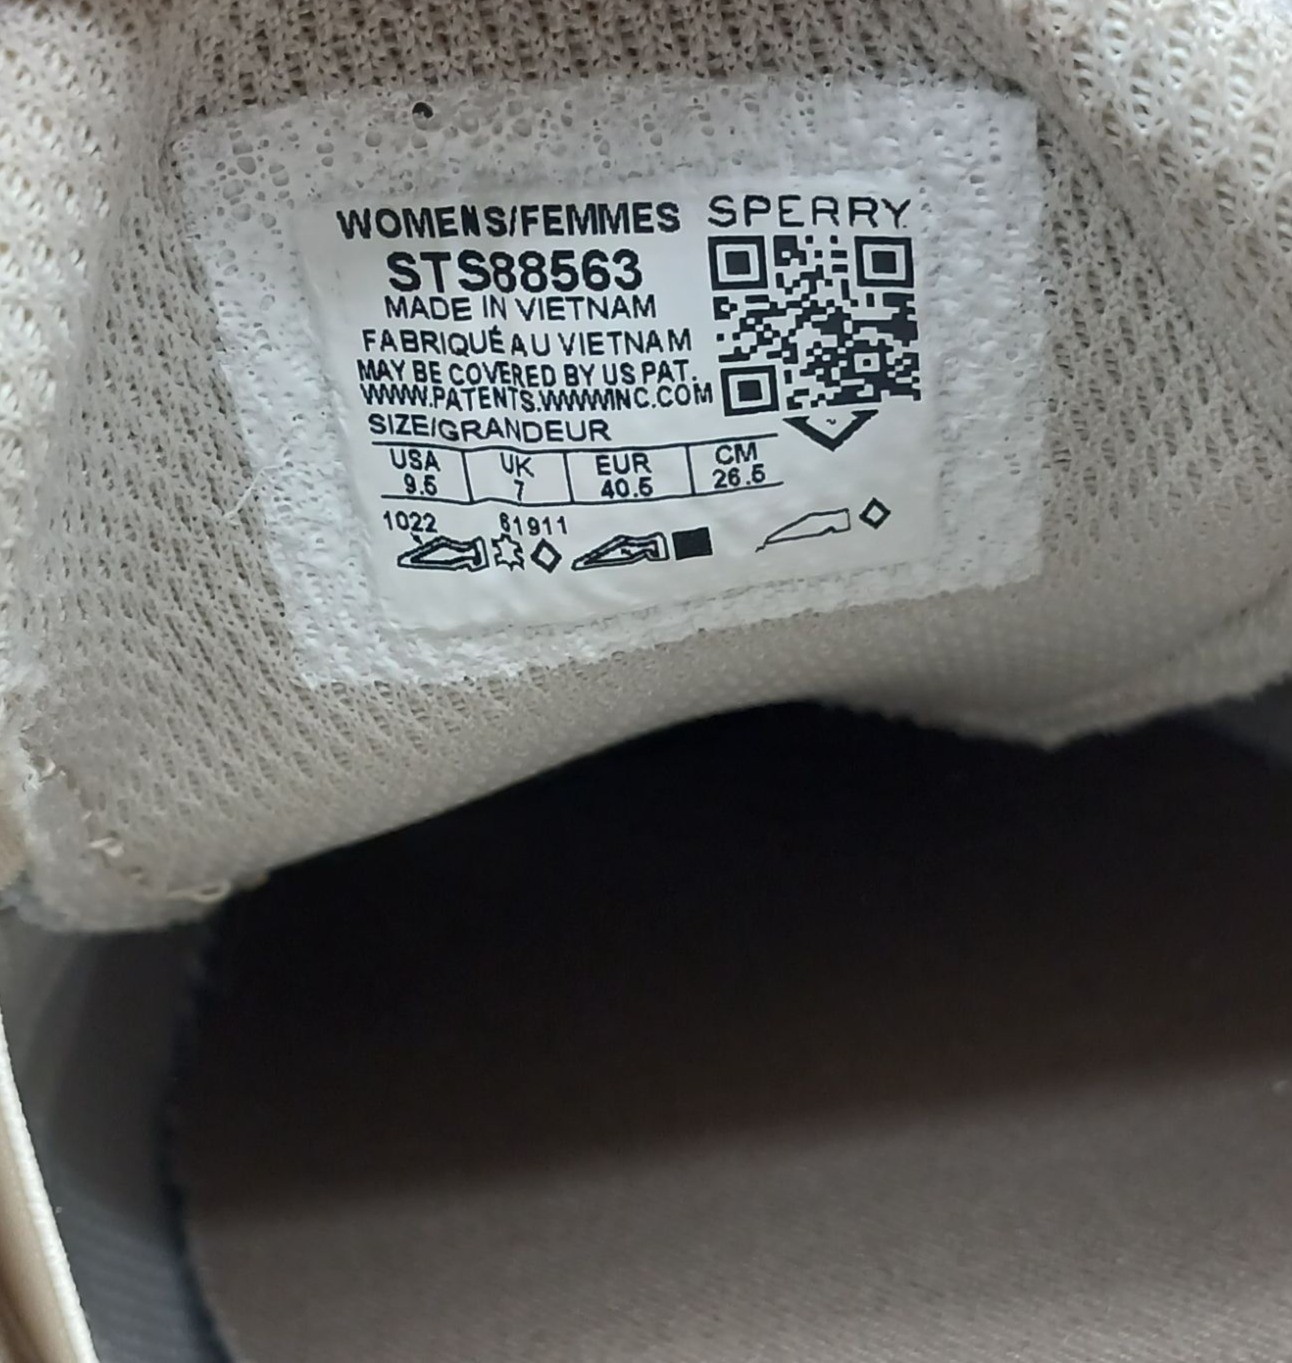 WOMENS/FEMMES SPERRY
STS88563
MADE IN VIETNAM
FABRIQUÉ AU VIETNAM
MAY BE COVERED BY US PAT.
WWW.PATENTS.WWWINC.COM
SIZE/GRANDEUR
USA UK EUR CM
9.5 7 40.5 26.5
1022 61911